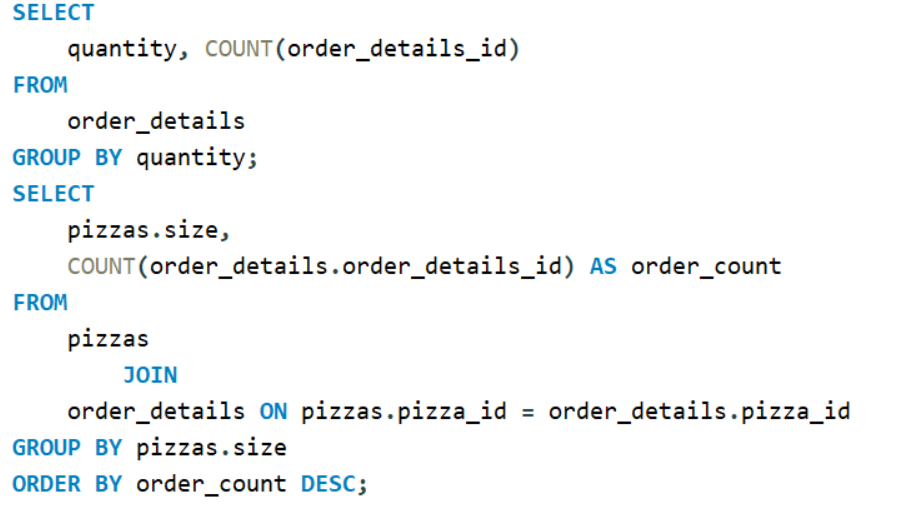 SELECT
    quantity, COUNT(order_details_id)
FROM
    order_details
GROUP BY quantity;
SELECT
    pizzas.size,
    COUNT(order_details.order_details_id) AS order_count
FROM
    pizzas
        JOIN
    order_details ON pizzas.pizza_id = order_details.pizza_id
GROUP BY pizzas.size
ORDER BY order_count DESC;